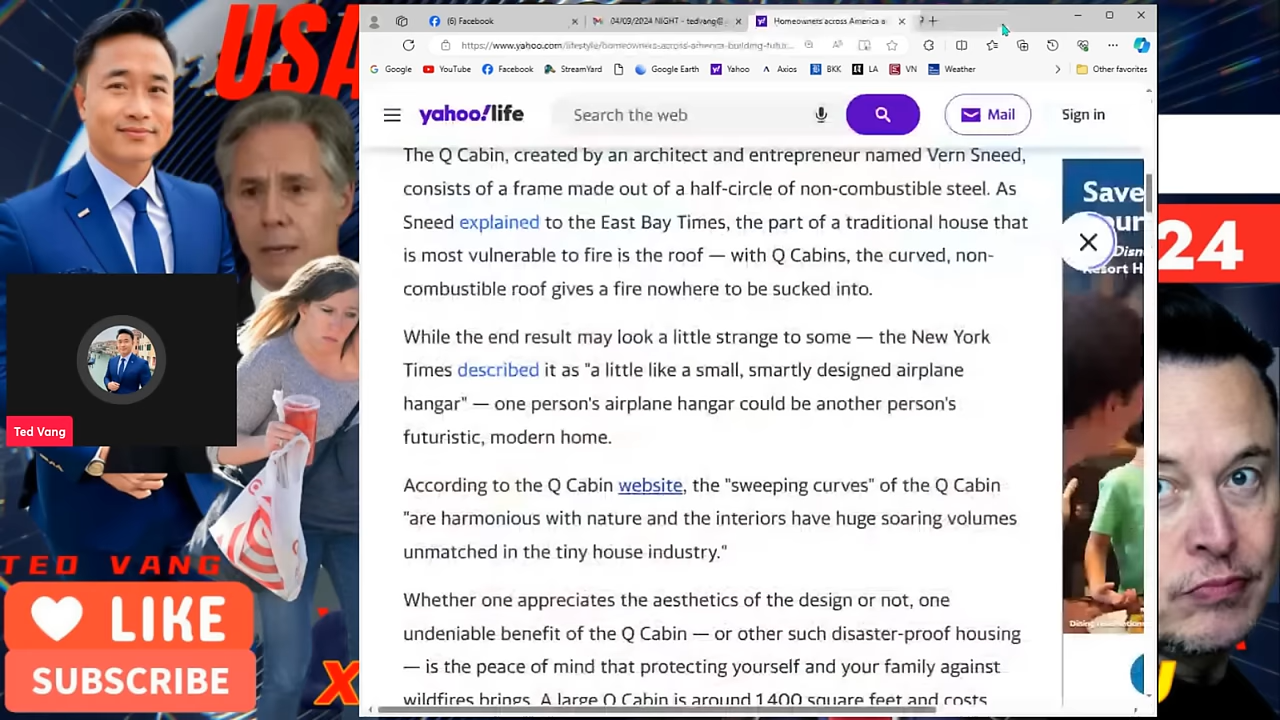 USA
(6) Facebook
04/09/2024 NIGHT - tedvang@
Homeowners across America a
https://www.yahoo.com/lifestyle/homeowners-across-america-building-futu...
Google
YouTube
Facebook
StreamYard
Google Earth
Yahoo
Axios
BKK
LA
VN
Weather
Other favorites
yahoo!life
Search the web
Mail
Sign in
The Q Cabin, created by an architect and entrepreneur named Vern Sneed,
consists of a frame made out of a half-circle of non-combustible steel. As
Sneed explained to the East Bay Times, the part of a traditional house that
is most vulnerable to fire is the roof — with Q Cabins, the curved, non-
combustible roof gives a fire nowhere to be sucked into.
While the end result may look a little strange to some — the New York
Times described it as "a little like a small, smartly designed airplane
hangar" — one person's airplane hangar could be another person's
futuristic, modern home.
According to the Q Cabin website, the "sweeping curves" of the Q Cabin
"are harmonious with nature and the interiors have huge soaring volumes
unmatched in the tiny house industry."
Whether one appreciates the aesthetics of the design or not, one
undeniable benefit of the Q Cabin — or other such disaster-proof housing
— is the peace of mind that protecting yourself and your family against
wildfires brings. A large Q Cabin is around 1,400 square feet and costs
Save
24
Ted Vang
TED VANG
LIKE
SUBSCRIBE
X